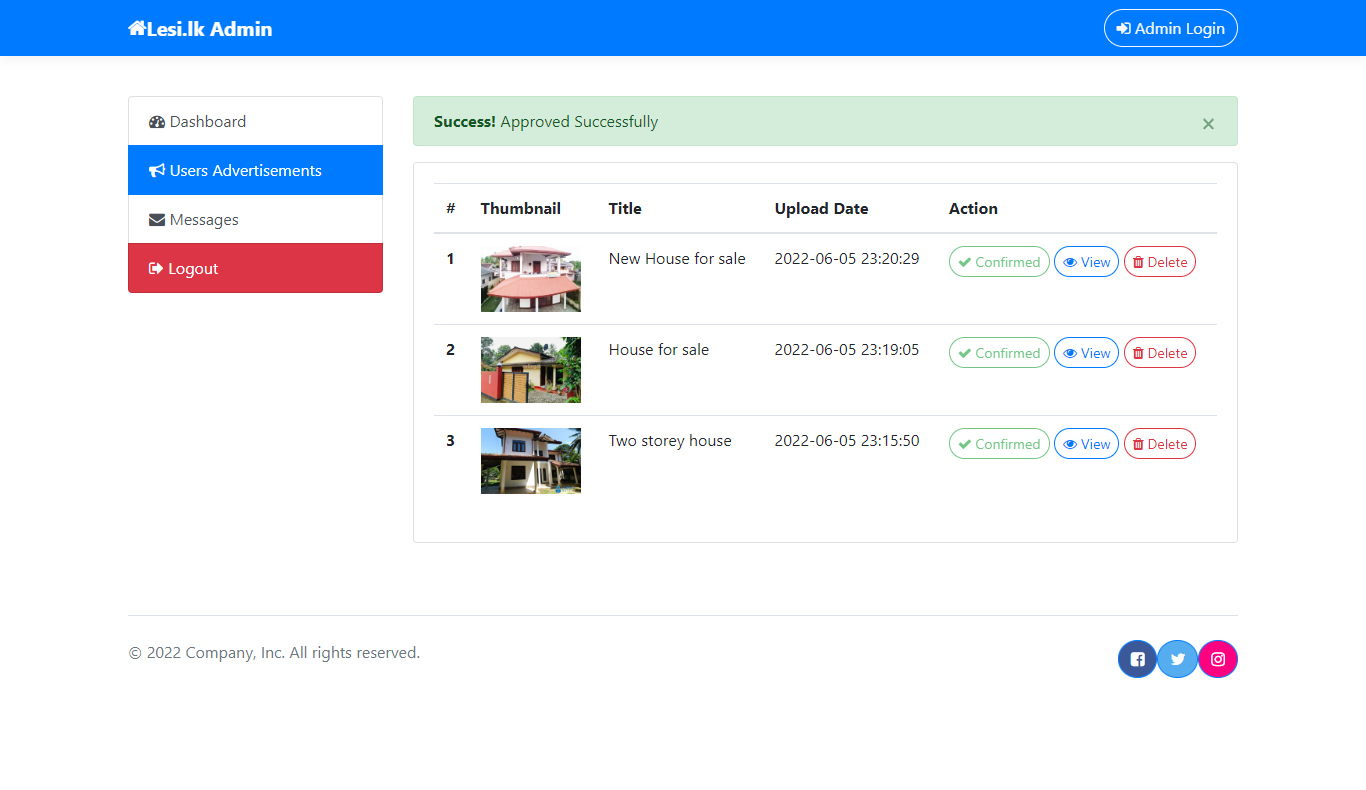 Lesi.lk Admin
Admin Login
Dashboard
Users Advertisements
Messages
Logout
Success! Approved Successfully ×
# Thumbnail Title Upload Date Action
1 New House for sale 2022-06-05 23:20:29 Confirmed View Delete
2 House for sale 2022-06-05 23:19:05 Confirmed View Delete
3 Two storey house 2022-06-05 23:15:50 Confirmed View Delete
© 2022 Company, Inc. All rights reserved.